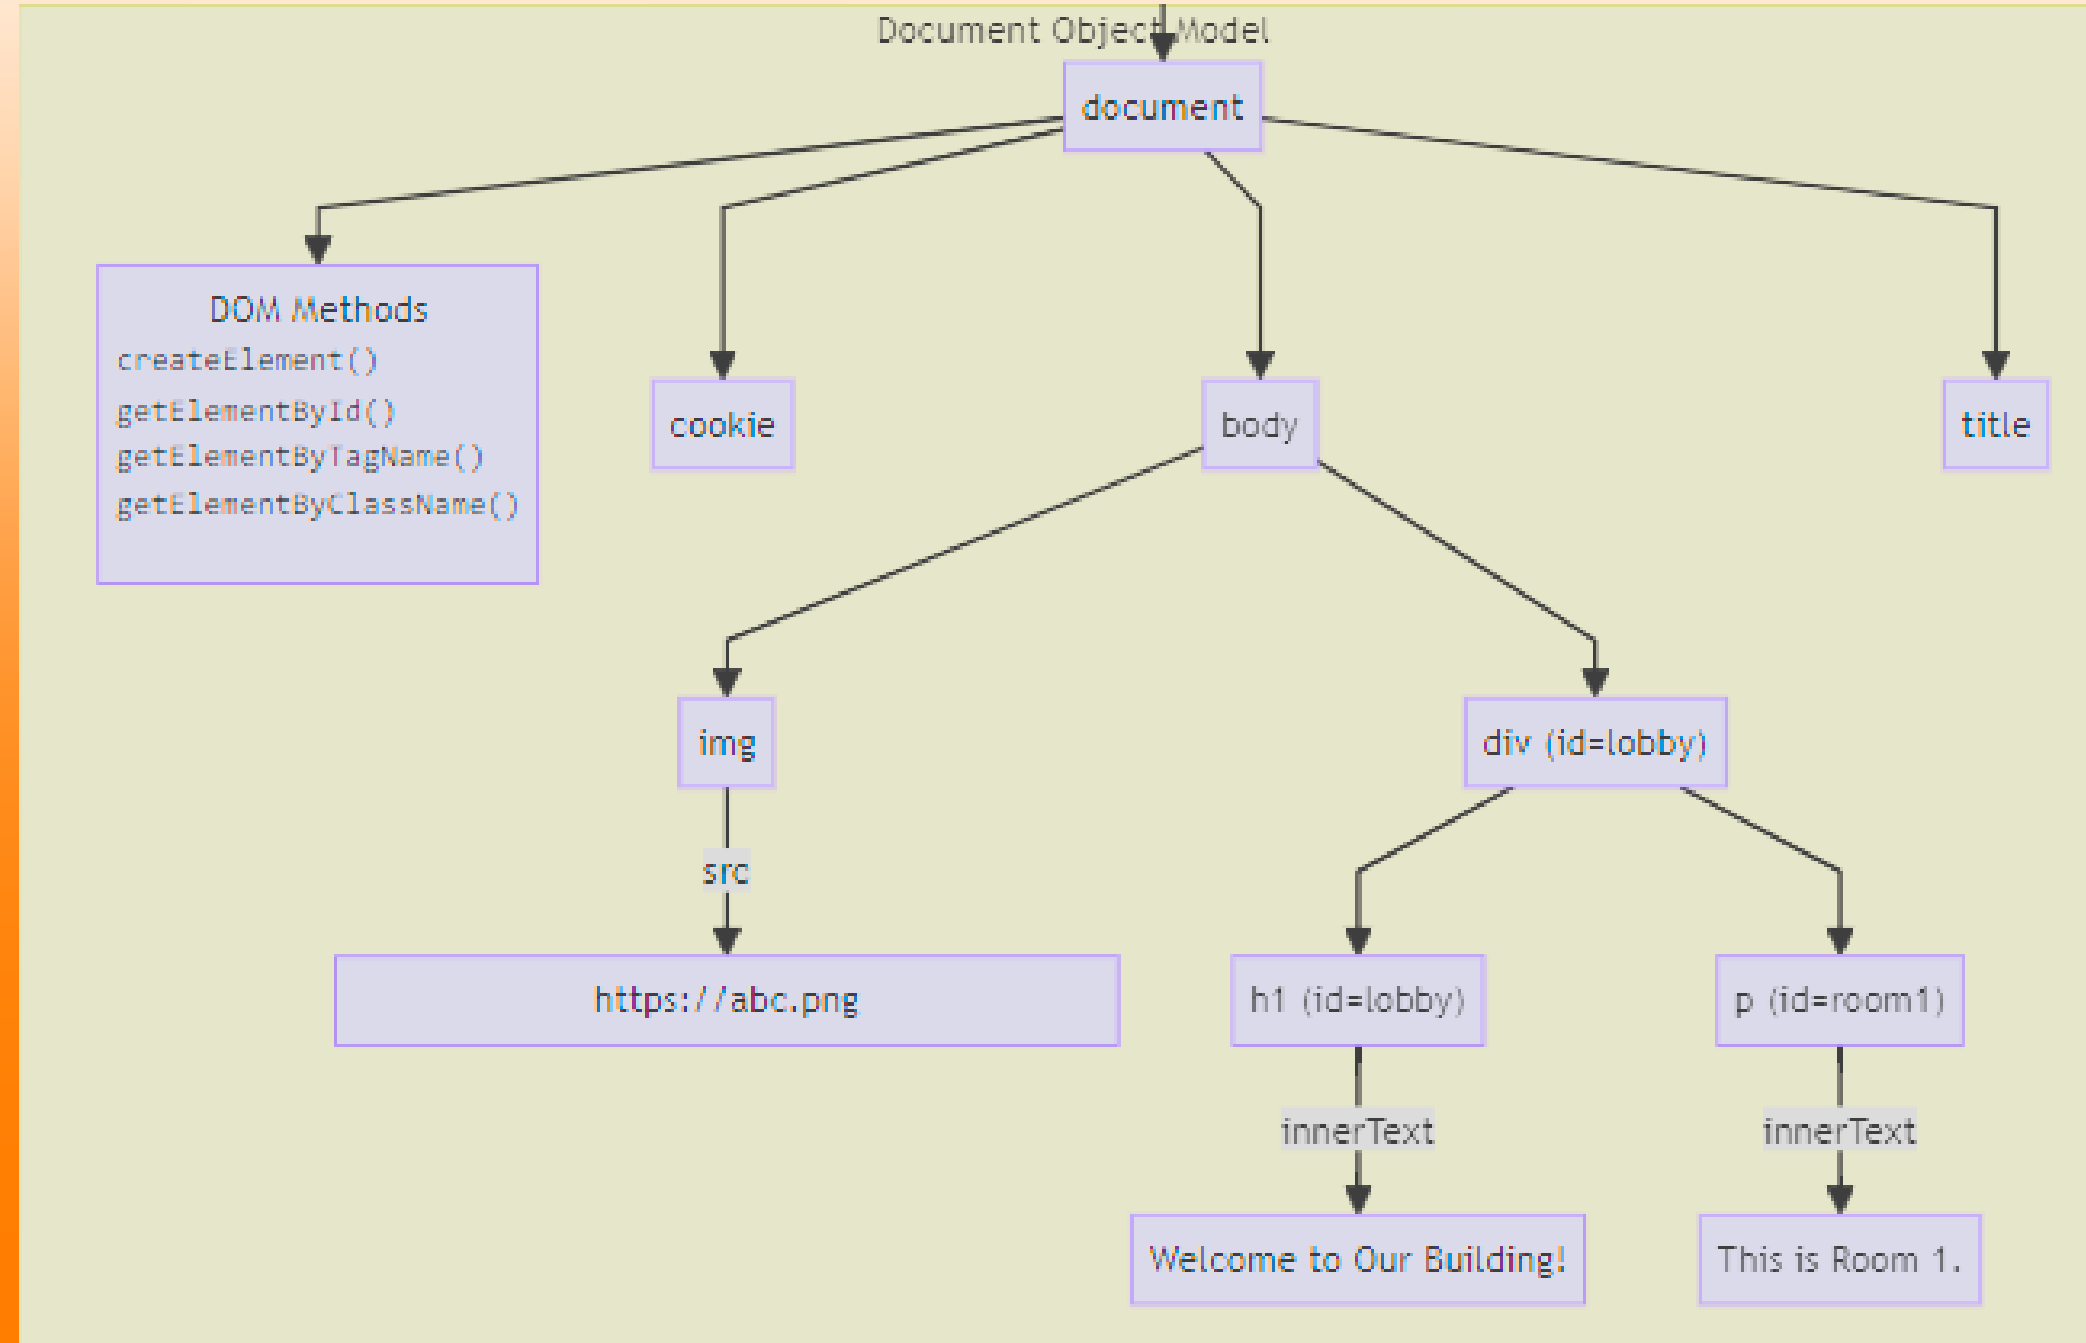 Document Object Model
document
DOM Methods
createElement()
getElementById()
getElementByTagName()
getElementByClassName()
cookie
body
title
img
div (id=lobby)
src
https://abc.png
h1 (id=lobby)
p (id=room1)
innerText
innerText
Welcome to Our Building!
This is Room 1.